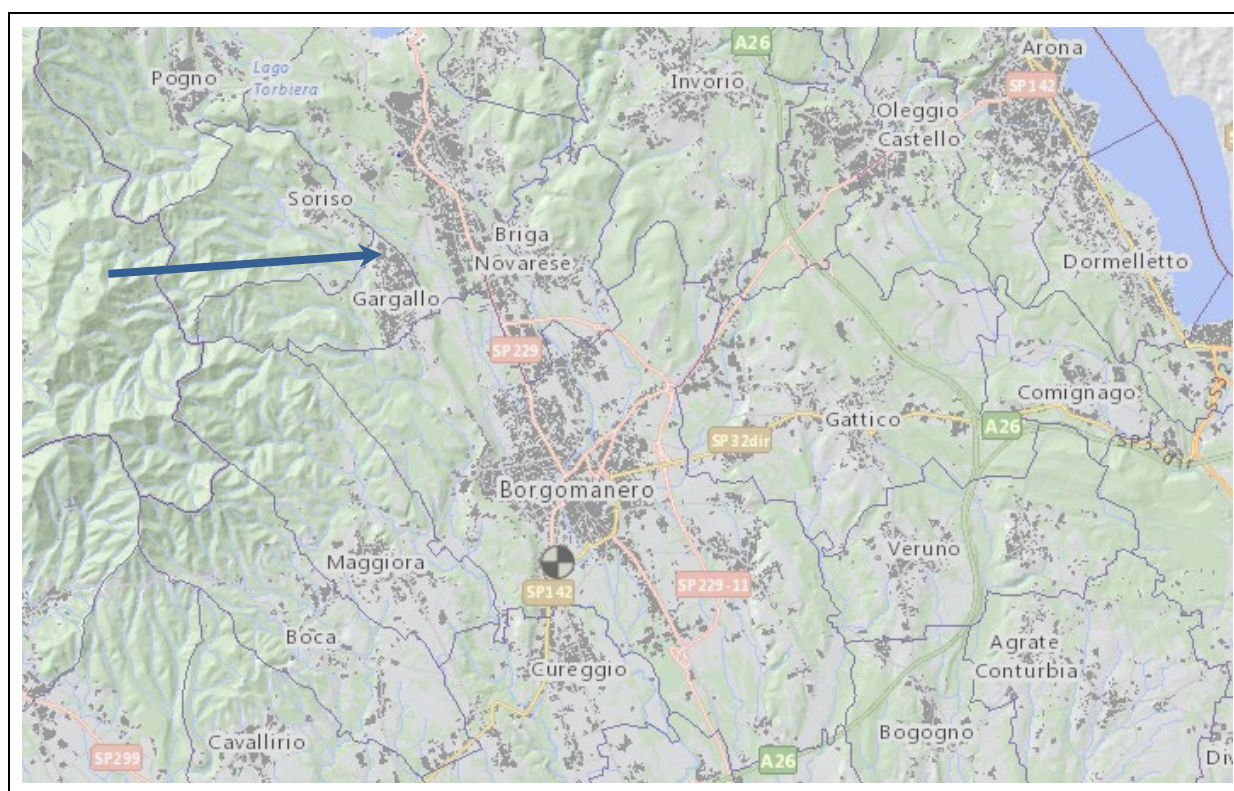 A26
Arona
Pogno
Lago
Torbiera
Invorio
SP142
Oleggio
Castello
Soriso
Briga
Novarese
Dormelletto
Gargallo
SP229
Comignago
Gattico
A26
SP32dir
SP32dir
Borgomanero
Veruno
Maggiora
SP142
SP229-11
Boca
Agrate
Conturbia
Cureggio
Cavallirio
Bogogno
SP299
A26